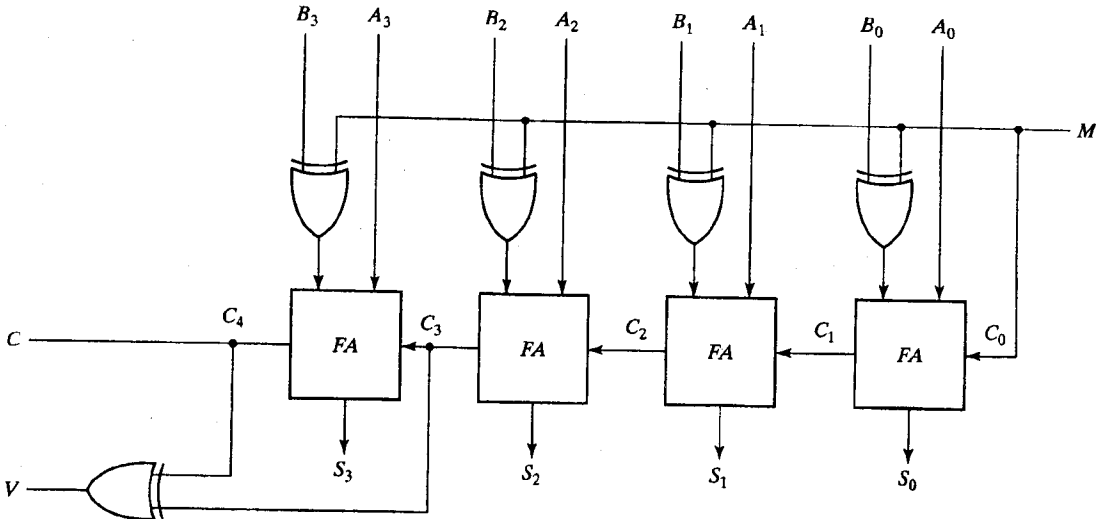 B₃ A₃ B₂ A₂ B₁ A₁ B₀ A₀
M
C₄ C₃ C₂ C₁ C₀
C FA FA FA FA
S₃ S₂ S₁ S₀
V